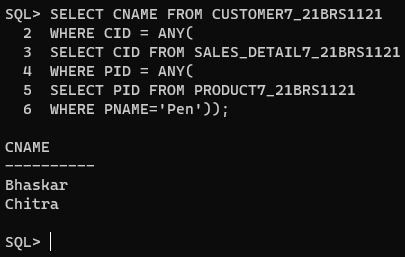 SQL> SELECT CNAME FROM CUSTOMER7_21BRS1121
  2  WHERE CID = ANY(
  3  SELECT CID FROM SALES_DETAIL7_21BRS1121
  4  WHERE PID = ANY(
  5  SELECT PID FROM PRODUCT7_21BRS1121
  6  WHERE PNAME='Pen'));
CNAME
----------
Bhaskar
Chitra
SQL>